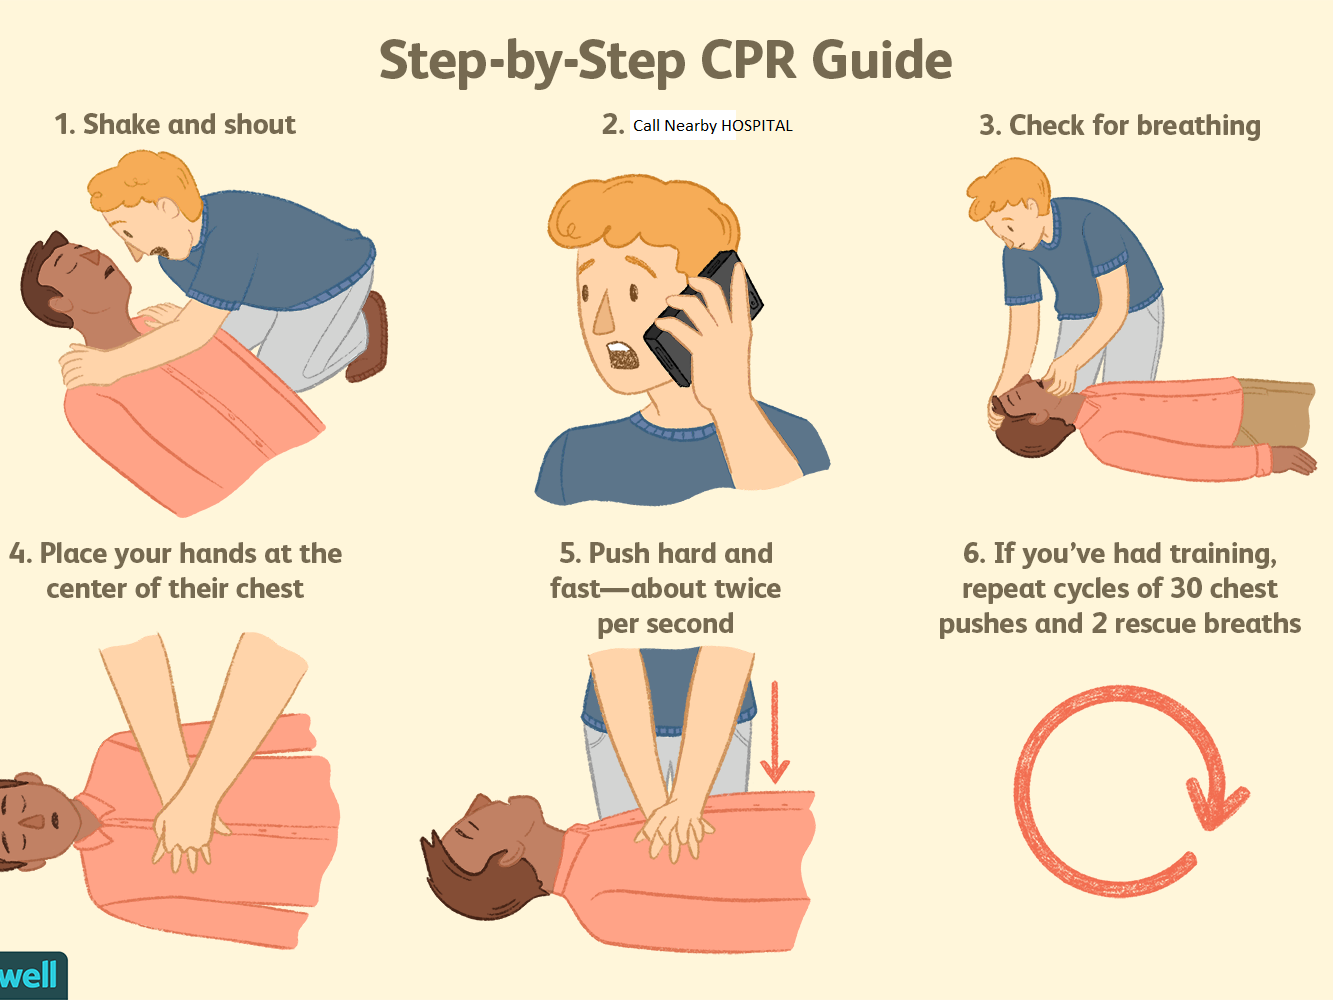 Step-by-Step CPR Guide
1. Shake and shout
2. Call Nearby HOSPITAL
3. Check for breathing
4. Place your hands at the
center of their chest
5. Push hard and
fast—about twice
per second
6. If you’ve had training,
repeat cycles of 30 chest
pushes and 2 rescue breaths
well